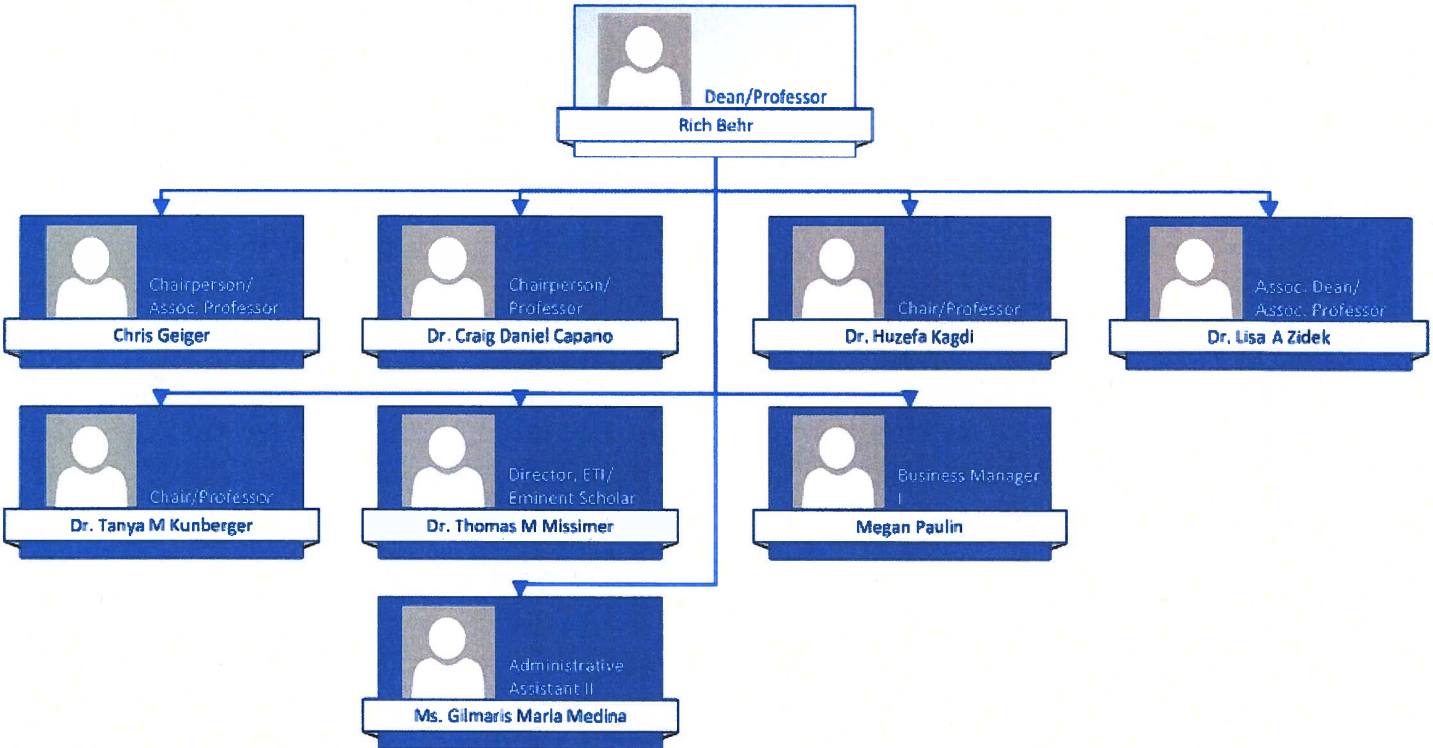 Dean/Professor
Rich Behr
Chairperson/
Assoc. Professor
Chris Geiger
Chairperson/
Professor
Dr. Craig Daniel Capano
Chair/Professor
Dr. Huzefa Kagdi
Assoc. Dean/
Assoc. Professor
Dr. Lisa A Zidek
Chair/Professor
Dr. Tanya M Kunberger
Director, ETI/
Eminent Scholar
Dr. Thomas M Missimer
Business Manager
I
Megan Paulin
Administrative
Assistant II
Ms. Gilmaris Maria Medina